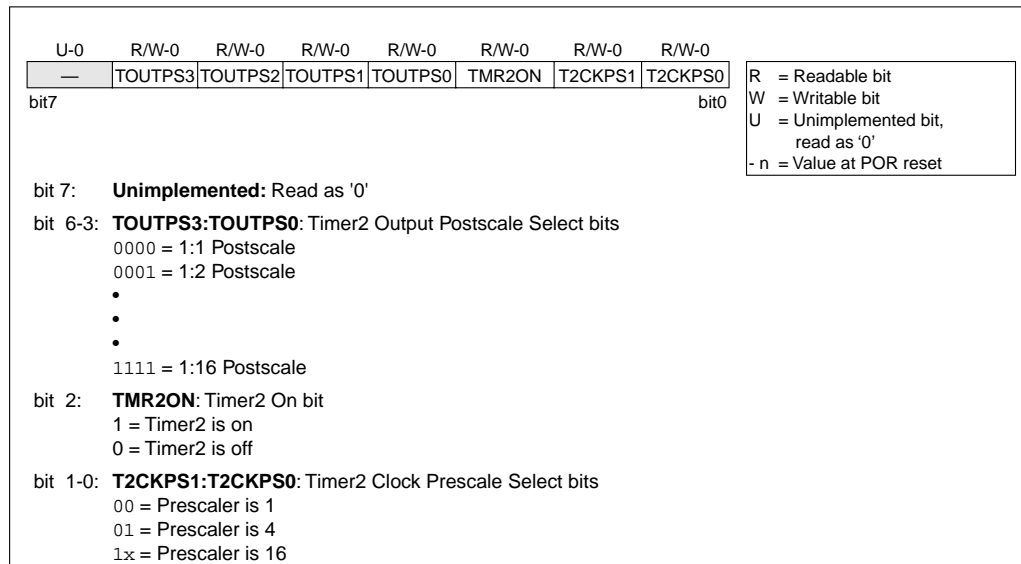 U-0 R/W-0 R/W-0 R/W-0 R/W-0 R/W-0 R/W-0 R/W-0
— TOUTPS3 TOUTPS2 TOUTPS1 TOUTPS0 TMR2ON T2CKPS1 T2CKPS0
bit7 bit0
R = Readable bit
W = Writable bit
U = Unimplemented bit,
read as ‘0’
- n = Value at POR reset
bit 7: Unimplemented: Read as '0'
bit 6-3: TOUTPS3:TOUTPS0: Timer2 Output Postscale Select bits
0000 = 1:1 Postscale
0001 = 1:2 Postscale
•
•
•
1111 = 1:16 Postscale
bit 2: TMR2ON: Timer2 On bit
1 = Timer2 is on
0 = Timer2 is off
bit 1-0: T2CKPS1:T2CKPS0: Timer2 Clock Prescale Select bits
00 = Prescaler is 1
01 = Prescaler is 4
1x = Prescaler is 16